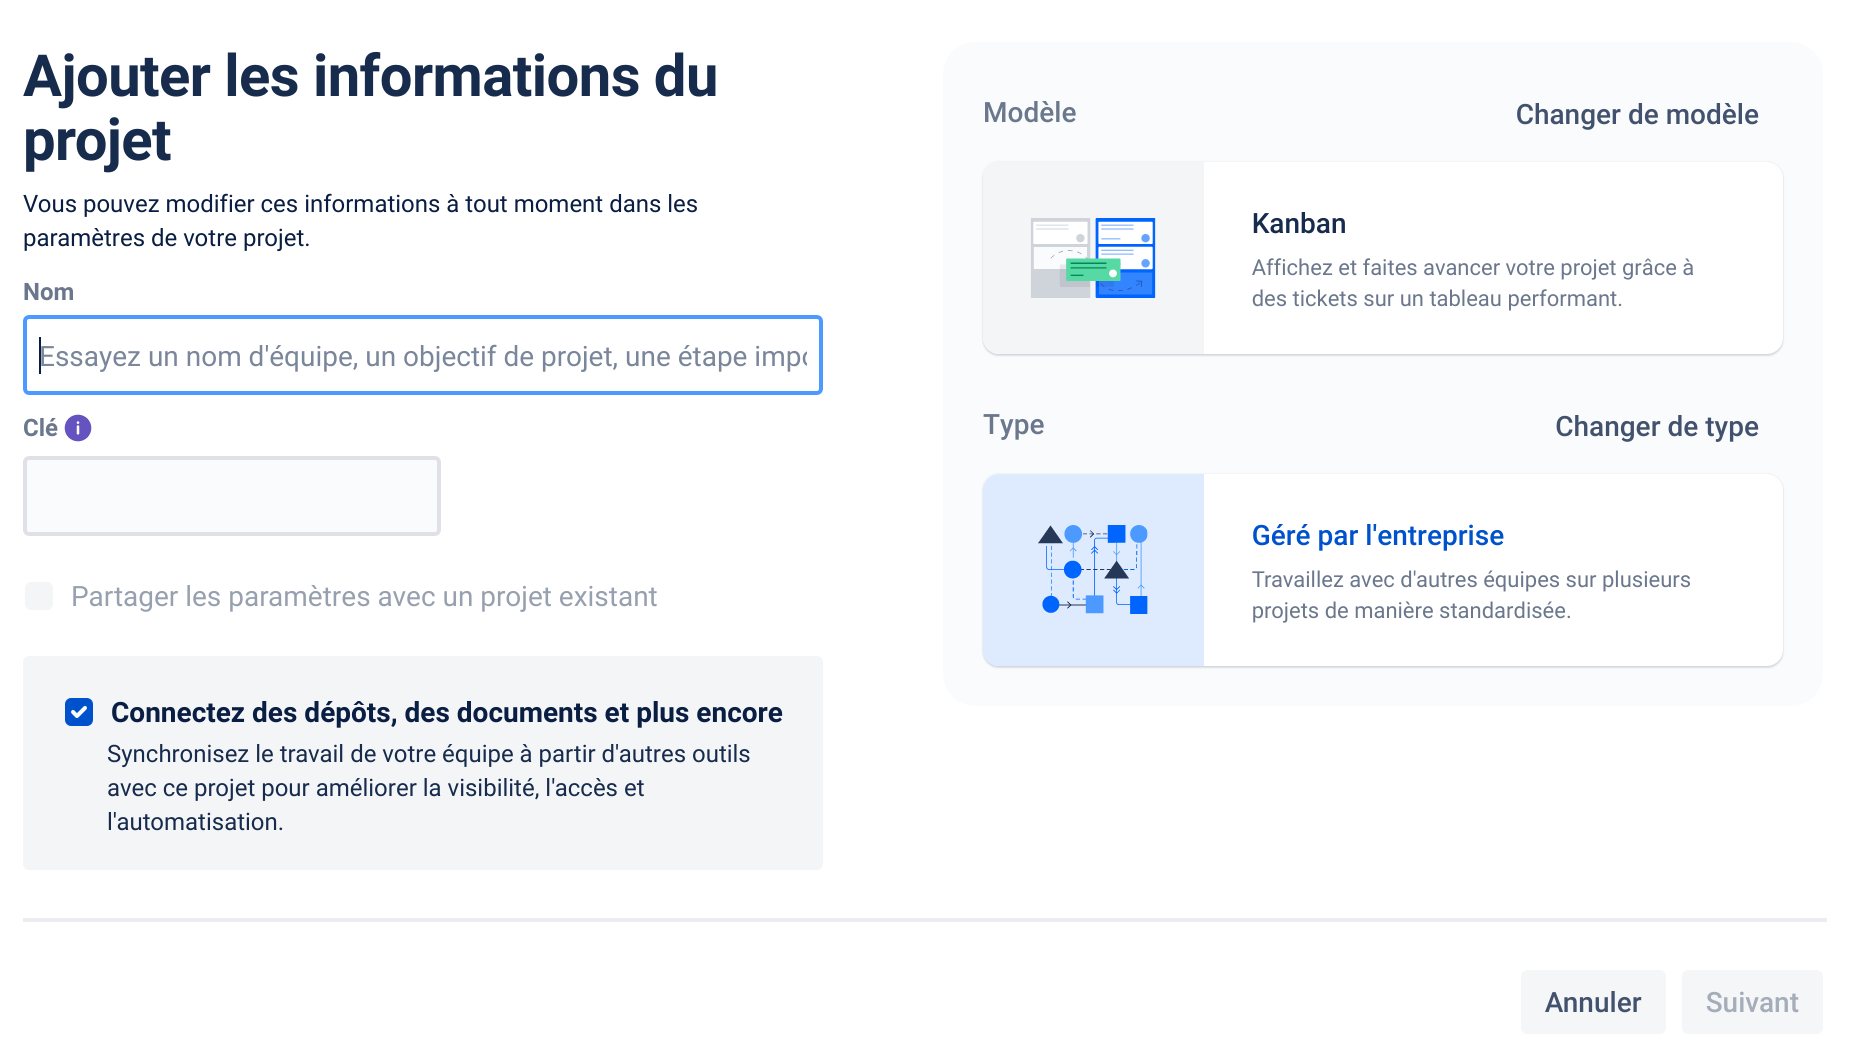 Ajouter les informations du
projet
Vous pouvez modifier ces informations à tout moment dans les
paramètres de votre projet.
Nom
Essayez un nom d'équipe, un objectif de projet, une étape
Clé
Partager les paramètres avec un projet existant
Connectez des dépôts, des documents et plus encore
Synchronisez le travail de votre équipe à partir d'autres outils
avec ce projet pour améliorer la visibilité, l'accès et
l'automatisation.
Modèle
Changer de modèle
Kanban
Affichez et faites avancer votre projet grâce à
des tickets sur un tableau performant.
Type
Changer de type
Géré par l'entreprise
Travaillez avec d'autres équipes sur plusieurs
projets de manière standardisée.
Annuler
Suivant